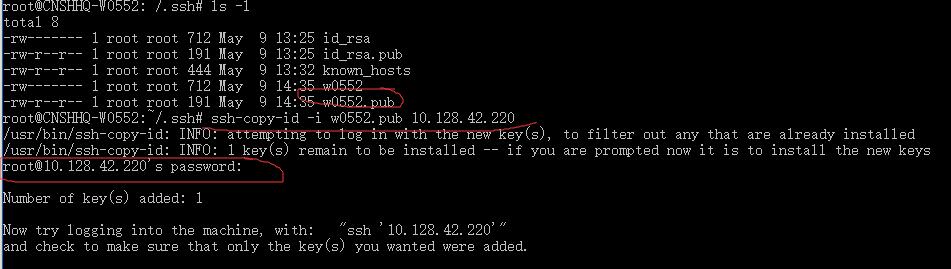 root@CNSHHQ-W0552: /.ssh# ls -l
total 8
-rw------- 1 root root 712 May  9 13:25 id_rsa
-rw-r--r-- 1 root root 191 May  9 13:25 id_rsa.pub
-rw-r--r-- 1 root root 444 May  9 13:32 known_hosts
-rw------- 1 root root 712 May  9 14:35 w0552
-rw-r--r-- 1 root root 191 May  9 14:35 w0552.pub
root@CNSHHQ-W0552:~/.ssh# ssh-copy-id -i w0552.pub 10.128.42.220
/usr/bin/ssh-copy-id: INFO: attempting to log in with the new key(s), to filter out any that are already installed
/usr/bin/ssh-copy-id: INFO: 1 key(s) remain to be installed -- if you are prompted now it is to install the new keys
root@10.128.42.220's password:
Number of key(s) added: 1
Now try logging into the machine, with:   "ssh '10.128.42.220'"
and check to make sure that only the key(s) you wanted were added.